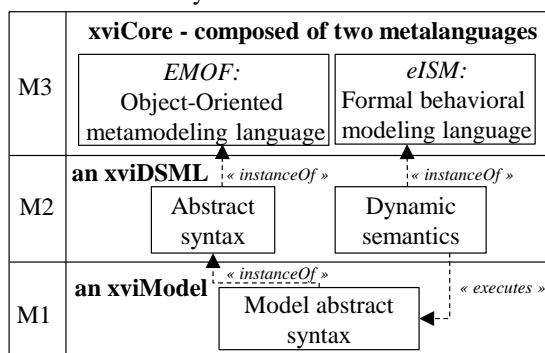 xviCore - composed of two metalanguages
M3
EMOF:
Object-Oriented
metamodeling language
eISM:
Formal behavioral
modeling language
an xviDSML
« instanceOf »
« instanceOf »
M2
Abstract
syntax
Dynamic
semantics
« instanceOf »
an xviModel
« executes »
M1
Model abstract
syntax